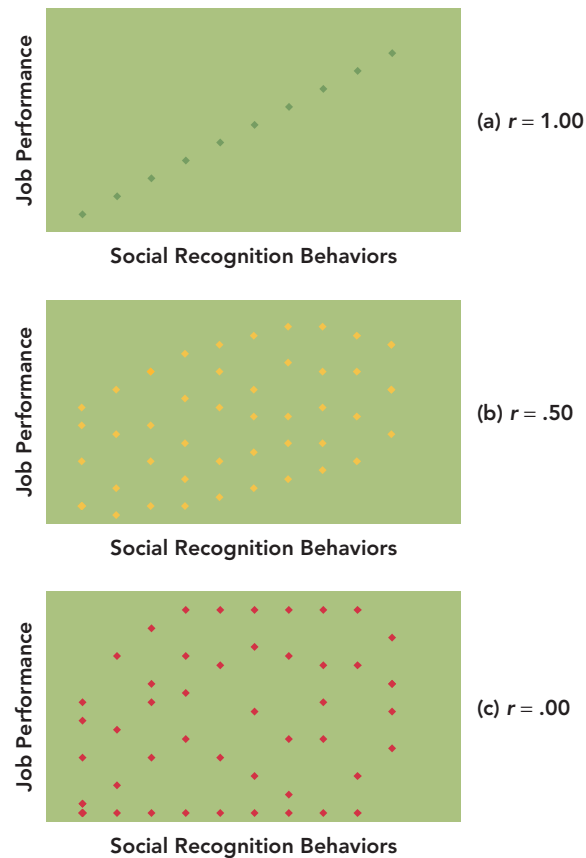 Job Performance
(a) r = 1.00
Social Recognition Behaviors
Job Performance
(b) r = .50
Social Recognition Behaviors
Job Performance
(c) r = .00
Social Recognition Behaviors